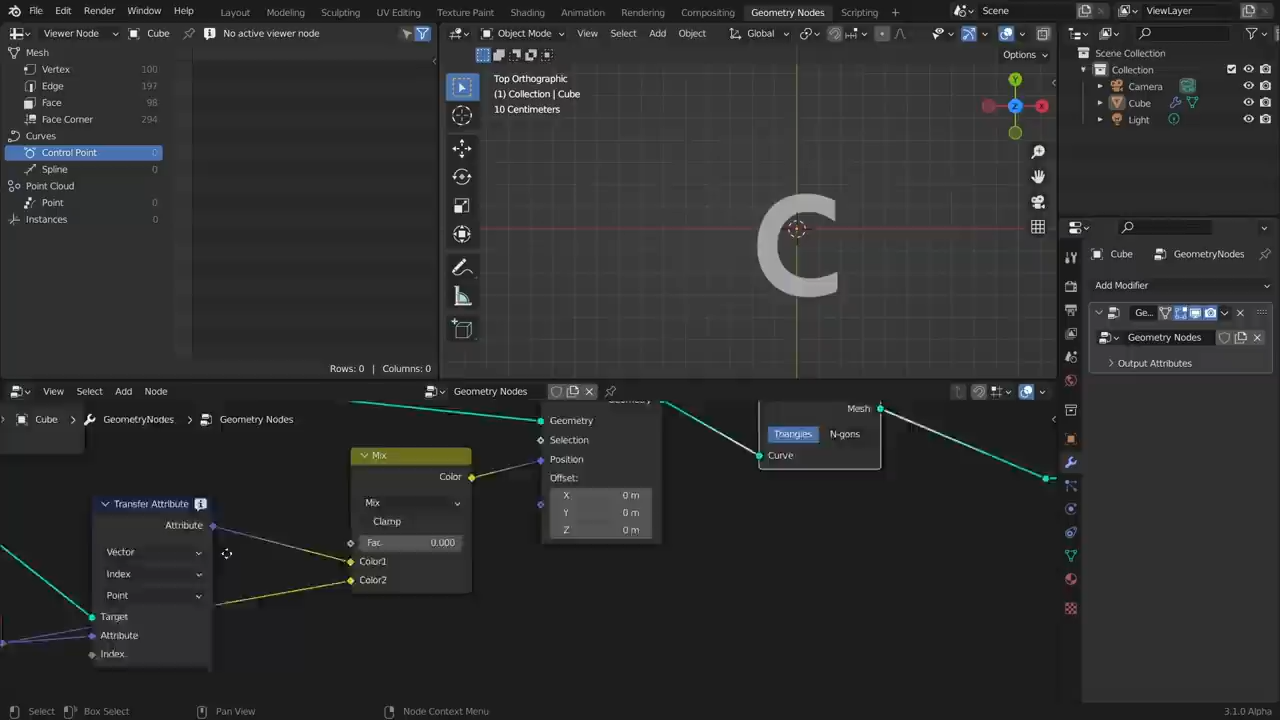 File Edit Render Window Help Layout Modeling Sculpting UV Editing Texture Paint Shading Animation Rendering Compositing Geometry Nodes Scripting + Scene ViewLayer
Viewer Node Cube No active viewer node
Object Mode View Select Add Object Global
Options
Mesh
Vertex 100
Edge 197
Face 98
Face Corner 294
Curves
Control Point 0
Spline 0
Point Cloud
Point 0
Instances 0
Rows: 0 | Columns: 0
Top Orthographic
(1) Collection | Cube
10 Centimeters
Y
Z
X
C
Scene Collection
Collection
Camera
Cube
Light
Cube GeometryNodes
Add Modifier
Ge...
Geometry Nodes
Output Attributes
View Select Add Node Geometry Nodes
Cube GeometryNodes Geometry Nodes
Transfer Attribute
Attribute
Vector
Index
Point
Target
Attribute
Index
Mix
Color
Mix
Clamp
Fac 0.000
Color1
Color2
Geometry
Selection
Position
Offset:
X 0 m
Y 0 m
Z 0 m
Mesh
Triangles N-gons
Curve
Select Box Select Pan View Node Context Menu 3.1.0 Alpha